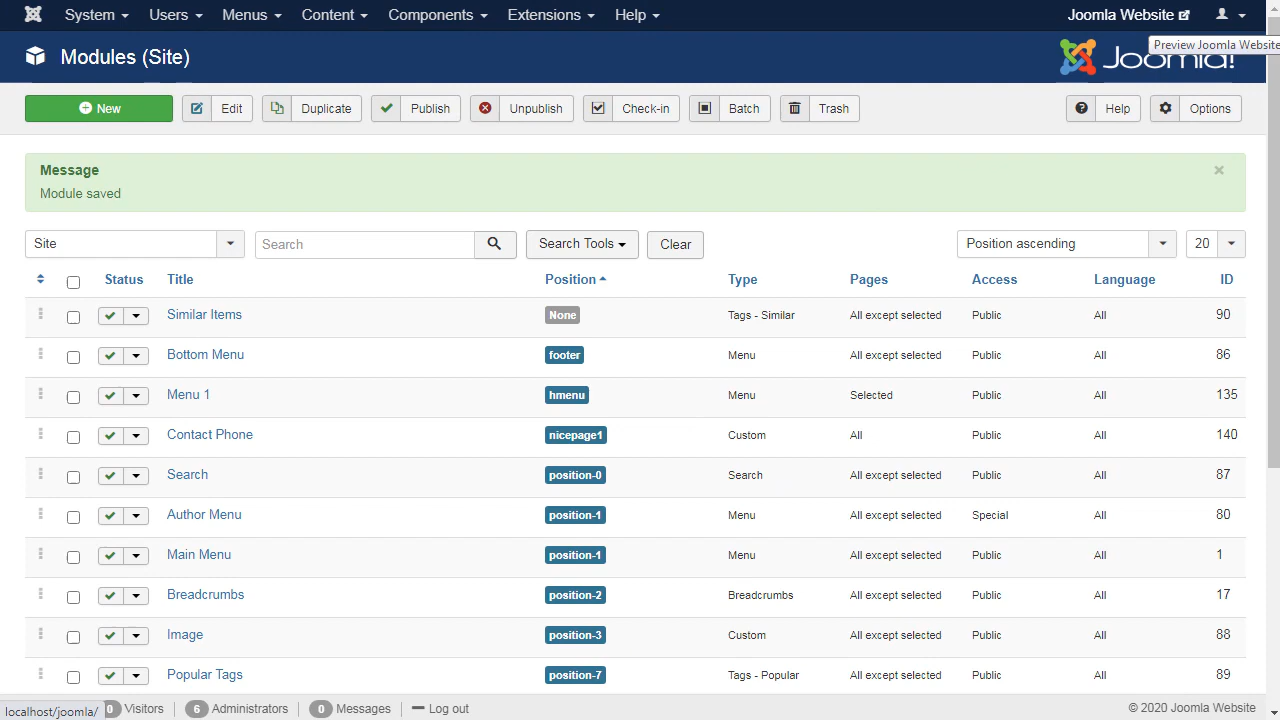 System Users Menus Content Components Extensions Help Joomla Website
Modules (Site) Joomla!
Preview Joomla Website
New Edit Duplicate Publish Unpublish Check-in Batch Trash Help Options
Message
Module saved
Site Search Search Tools Clear Position ascending 20
Status Title Position Type Pages Access Language ID
Similar Items None Tags - Similar All except selected Public All 90
Bottom Menu footer Menu All except selected Public All 86
Menu 1 hmenu Menu Selected Public All 135
Contact Phone nicepage1 Custom All Public All 140
Search position-0 Search All except selected Public All 87
Author Menu position-1 Menu All except selected Special All 80
Main Menu position-1 Menu All except selected Public All 1
Breadcrumbs position-2 Breadcrumbs All except selected Public All 17
Image position-3 Custom All except selected Public All 88
Popular Tags position-7 Tags - Popular All except selected Public All 89
localhost/joomla/ 0 Visitors 6 Administrators 0 Messages Log out © 2020 Joomla Website